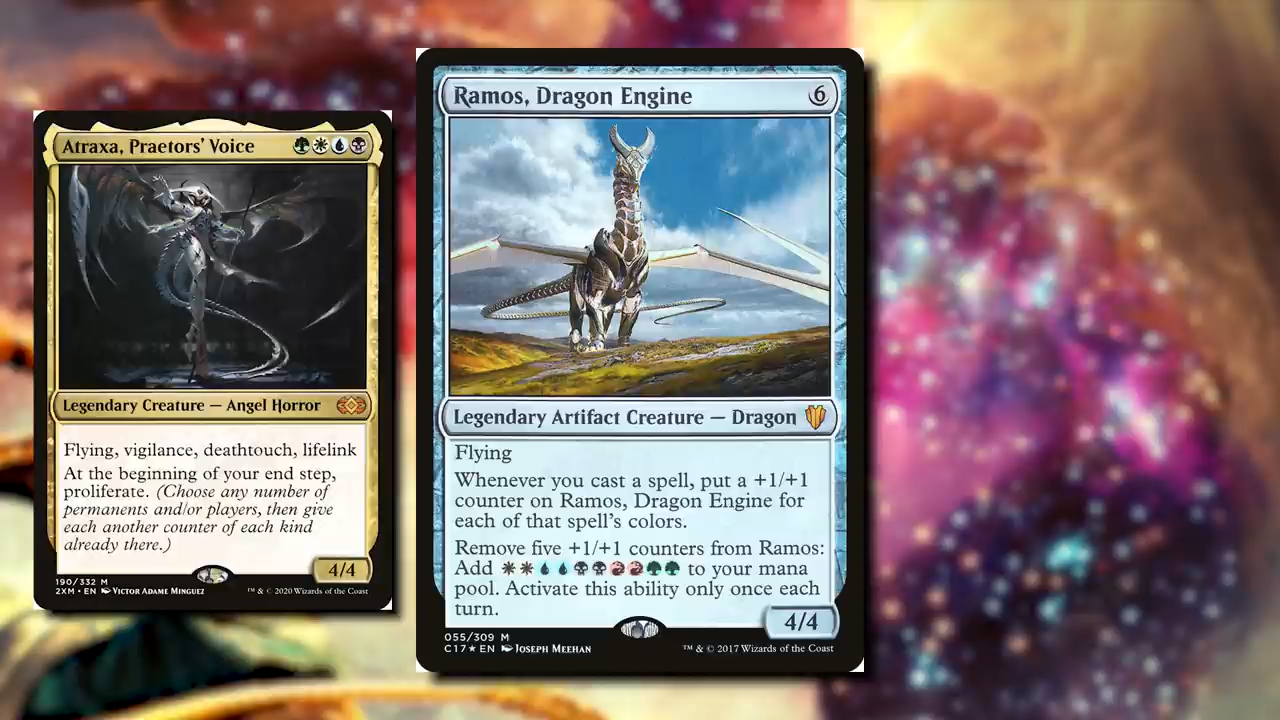 Atraxa, Praetors' Voice
Legendary Creature — Angel Horror
Flying, vigilance, deathtouch, lifelink
At the beginning of your end step,
proliferate. (Choose any number of
permanents and/or players, then give
each another counter of each kind
already there.)
4/4
190/332 M
2XM • EN Victor Adame Minguez
™ & © 2020 Wizards of the Coast
Ramos, Dragon Engine 6
Legendary Artifact Creature — Dragon
Flying
Whenever you cast a spell, put a +1/+1
counter on Ramos, Dragon Engine for
each of that spell's colors.
Remove five +1/+1 counters from Ramos:
Add to your mana
pool. Activate this ability only once each
turn.
4/4
055/309 M
C17 ★ EN Joseph Meehan
™ & © 2017 Wizards of the Coast